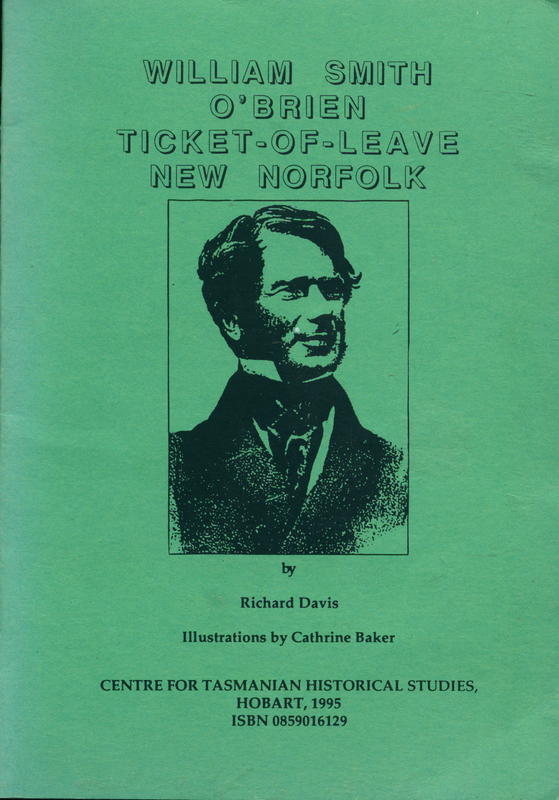 WILLIAM SMITH
O'BRIEN
TICKET-OF-LEAVE
NEW NORFOLK
by
Richard Davis
Illustrations by Cathrine Baker
CENTRE FOR TASMANIAN HISTORICAL STUDIES,
HOBART, 1995
ISBN 0859016129